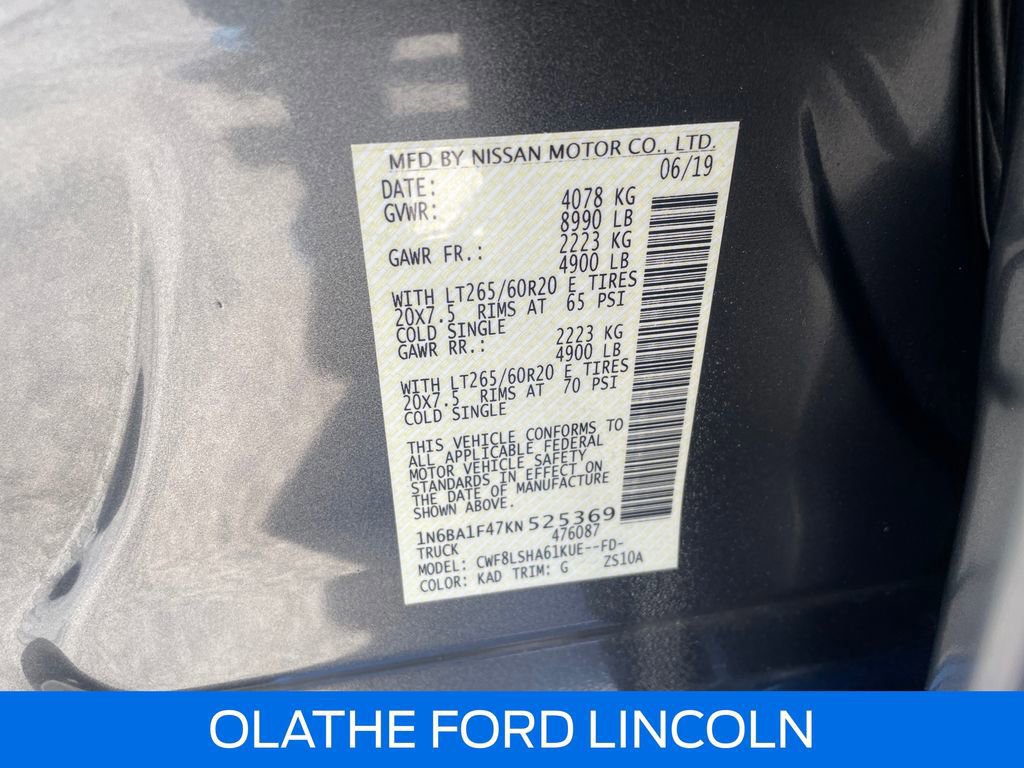 MFD BY NISSAN MOTOR CO., LTD.
DATE: 06/19
GVWR: 4078 KG
8990 LB
GAWR FR.: 2223 KG
4900 LB
WITH LT265/60R20 E TIRES
20X7.5 RIMS AT 65 PSI
COLD SINGLE
GAWR RR.: 2223 KG
4900 LB
WITH LT265/60R20 E TIRES
20X7.5 RIMS AT 70 PSI
COLD SINGLE
THIS VEHICLE CONFORMS TO
ALL APPLICABLE FEDERAL
MOTOR VEHICLE SAFETY
STANDARDS IN EFFECT ON
THE DATE OF MANUFACTURE
SHOWN ABOVE.
1N6BA1F47KN525369
TRUCK 476087
MODEL: CWF8LSHA61KUE--FD-
COLOR: KAD TRIM: G ZS10A
OLATHE FORD LINCOLN